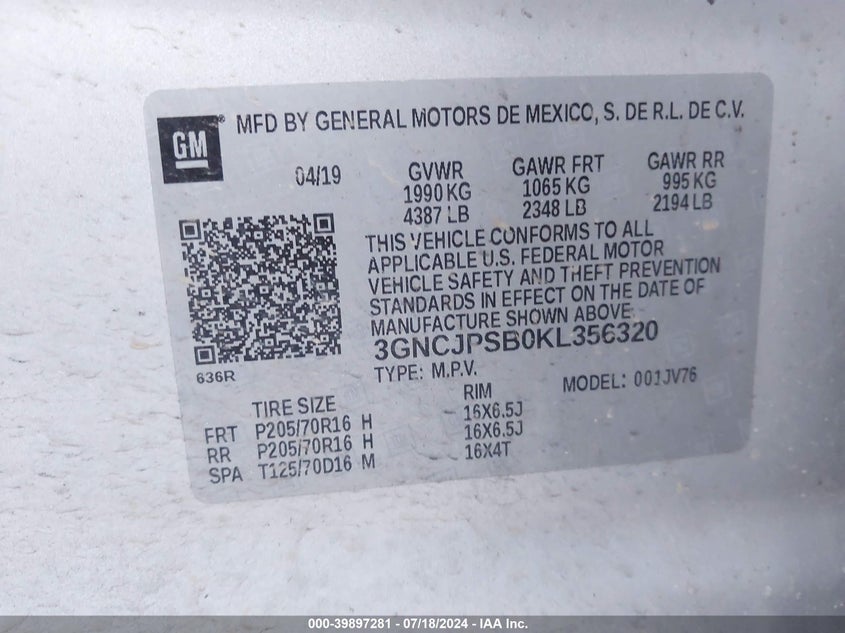 GM® MFD BY GENERAL MOTORS DE MEXICO, S. DE R.L. DE C.V.
04/19 GVWR GAWR FRT GAWR RR
1990 KG 1065 KG 995 KG
4387 LB 2348 LB 2194 LB
THIS VEHICLE CONFORMS TO ALL
APPLICABLE U.S. FEDERAL MOTOR
VEHICLE SAFETY AND THEFT PREVENTION
STANDARDS IN EFFECT ON THE DATE OF
MANUFACTURE SHOWN ABOVE.
3GNCJPSB0KL356320
636R
TYPE: M.P.V. MODEL: 001JV76
TIRE SIZE RIM
FRT P205/70R16 H 16X6.5J
RR P205/70R16 H 16X6.5J
SPA T125/70D16 M 16X4T
000-39897281 - 07/18/2024 - IAA Inc.